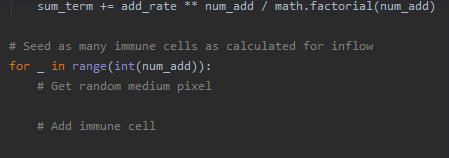 sum_term += add_rate ** num_add / math.factorial(num_add)
# Seed as many immune cells as calculated for inflow
for _ in range(int(num_add)):
# Get random medium pixel
# Add immune cell